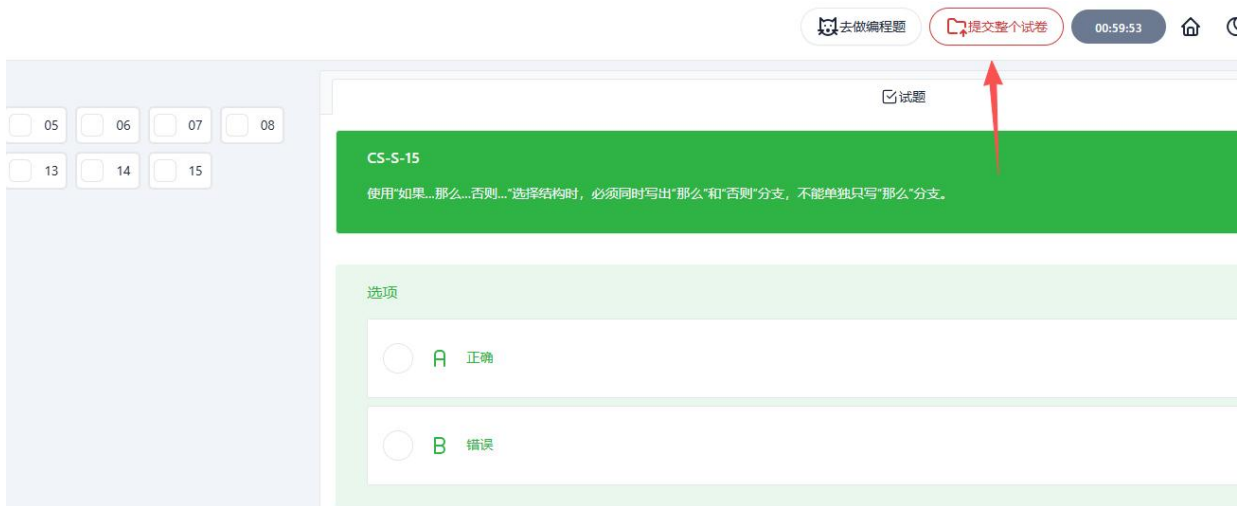 去做编程题 提交整个试卷 00:59:53
05 06 07 08
13 14 15
试题
CS-S-15
使用“如果...那么...否则...”选择结构时，必须同时写出“那么”和“否则”分支，不能单独只写“那么”分支。
选项
A 正确
B 错误